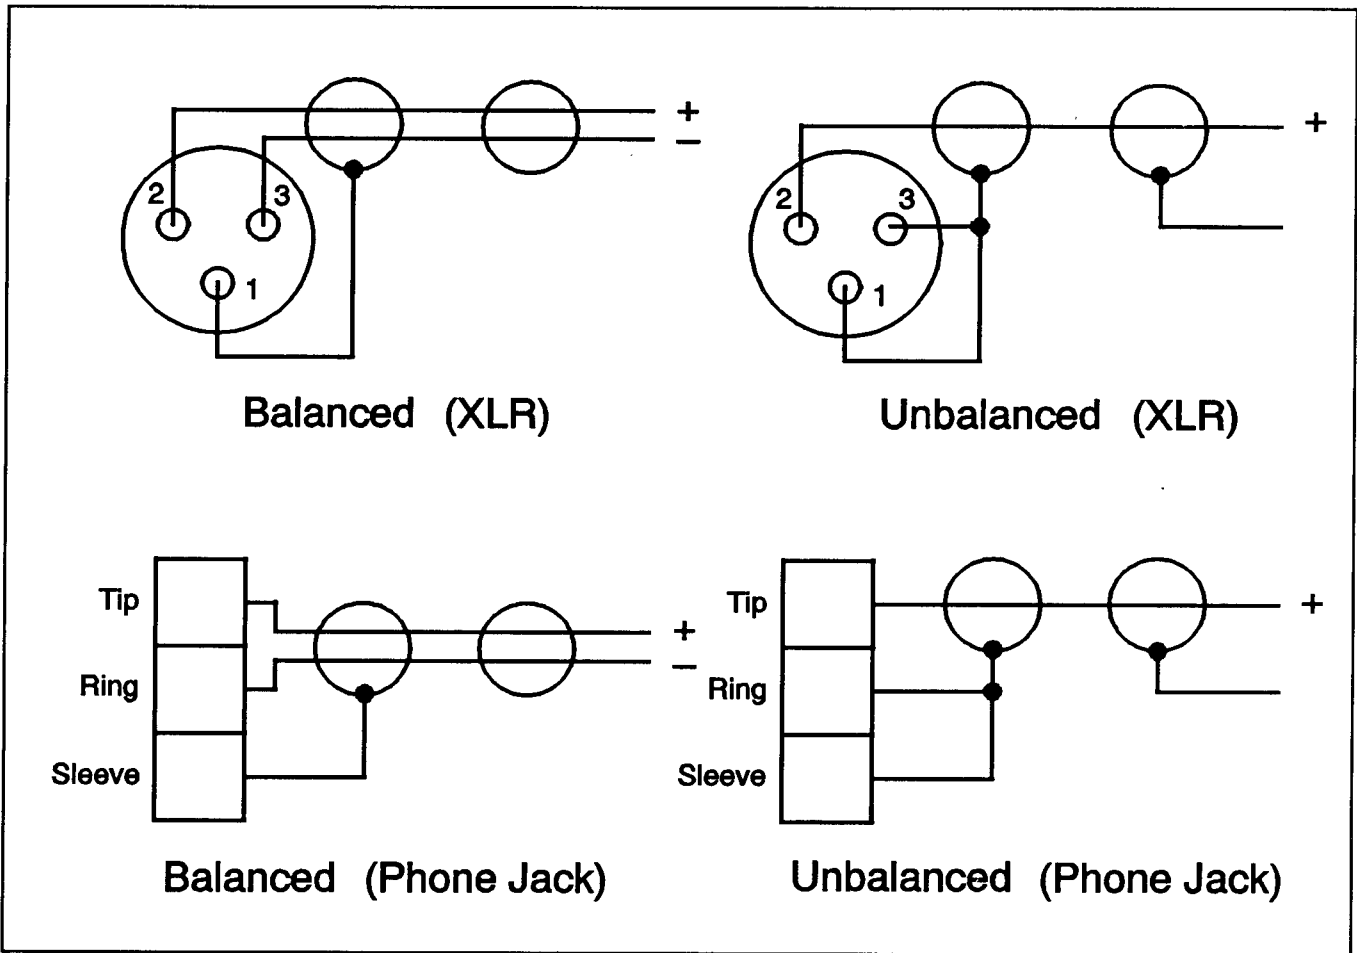 +
−
2
3
1
Balanced (XLR)
+
2
3
1
Unbalanced (XLR)
Tip
Ring
Sleeve
+
−
Balanced (Phone Jack)
Tip
Ring
Sleeve
+
Unbalanced (Phone Jack)